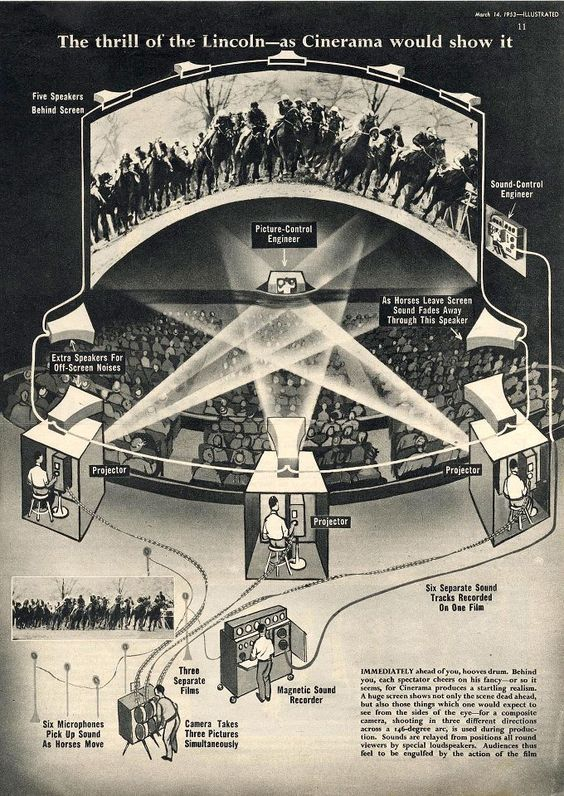 March 14, 1953—ILLUSTRATED
11
The thrill of the Lincoln—as Cinerama would show it
Five Speakers
Behind Screen
Sound-Control
Engineer
Picture-Control
Engineer
As Horses Leave Screen
Sound Fades Away
Through This Speaker
Extra Speakers For
Off-Screen Noises
Projector
Projector
Projector
Six Separate Sound
Tracks Recorded
On One Film
Three
Separate
Films
Magnetic Sound
Recorder
Six Microphones
Pick Up Sound
As Horses Move
Camera Takes
Three Pictures
Simultaneously
IMMEDIATELY ahead of you, hooves drum. Behind
you, each spectator cheers on his fancy—or so it
seems, for Cinerama produces a startling realism.
A huge screen shows not only the scene dead ahead,
but also those things which one would expect to
see from the sides of the eye—for a composite
camera, shooting in three different directions
across a 146-degree arc, is used during produc-
tion. Sounds are relayed from positions all round
viewers by special loudspeakers. Audiences thus
feel to be engulfed by the action of the film